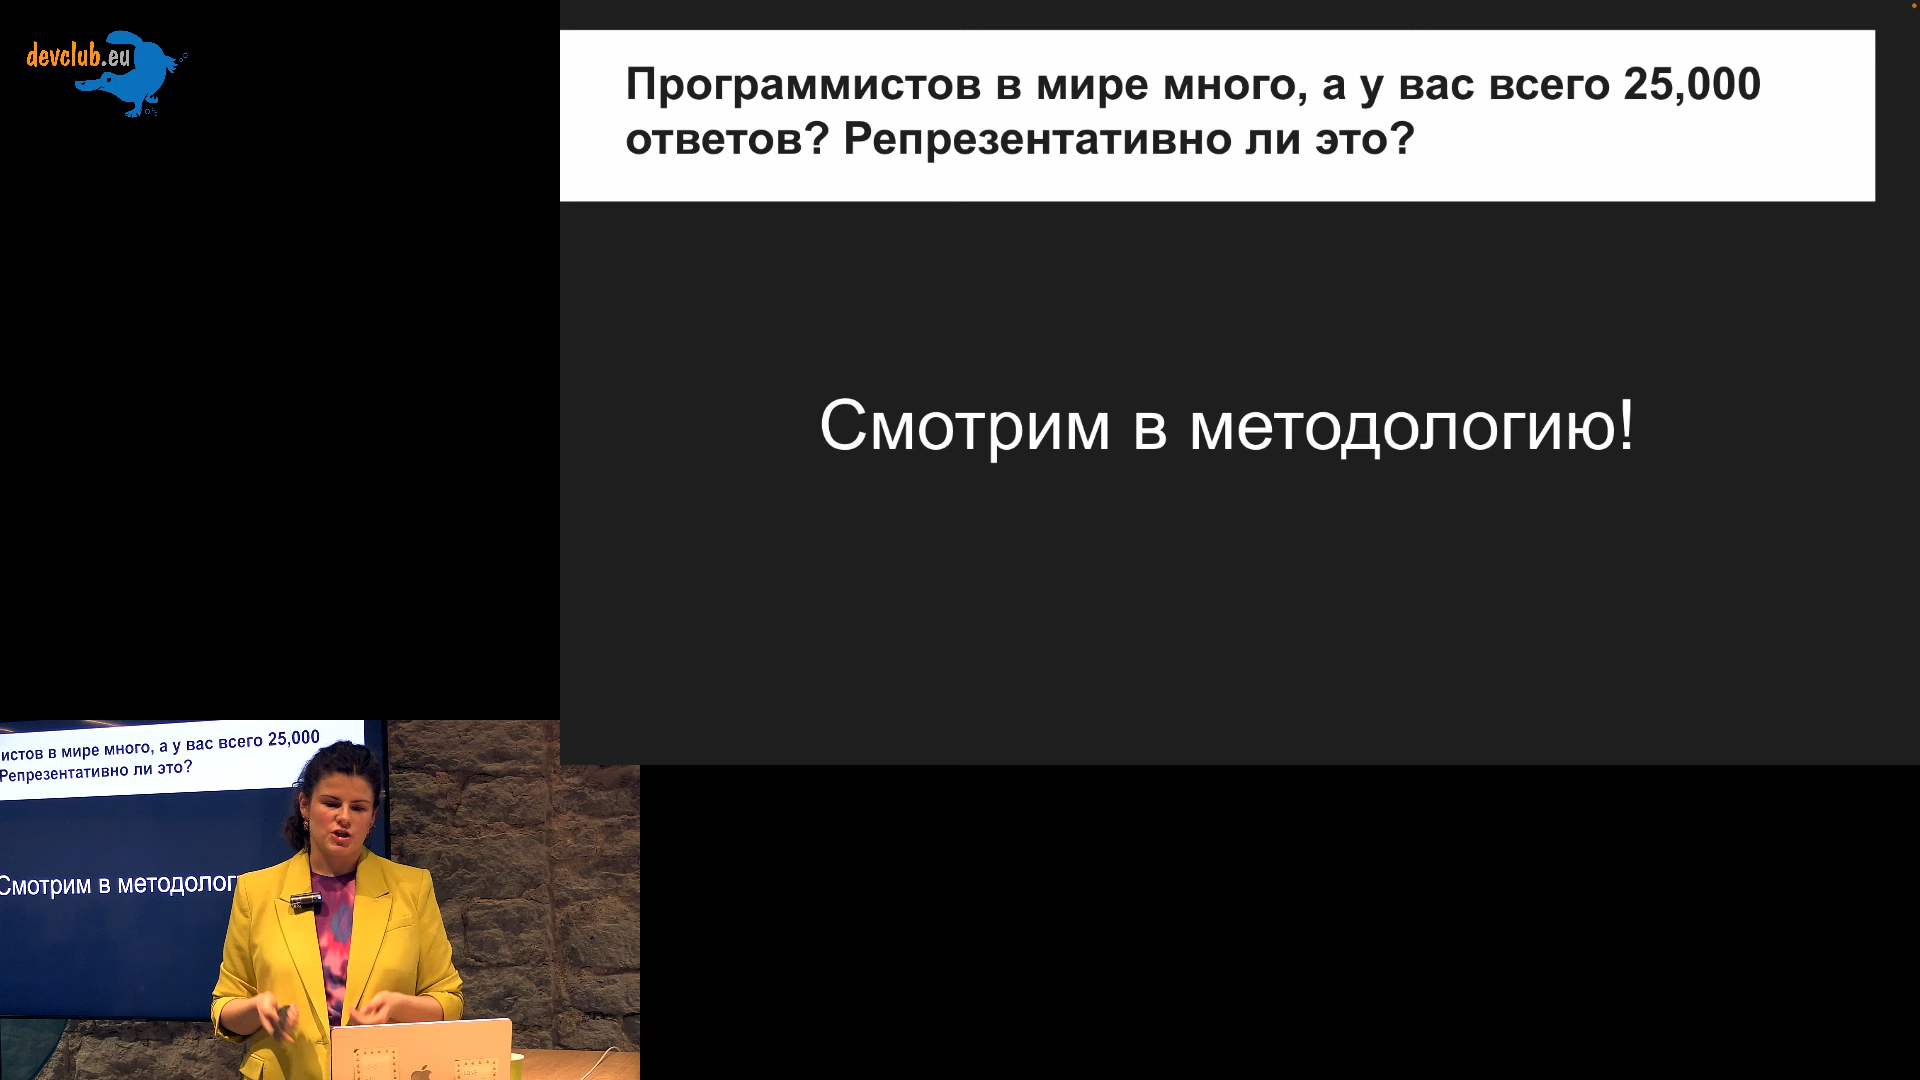 devclub.eu
Программистов в мире много, а у вас всего 25,000
ответов? Репрезентативно ли это?
Смотрим в методологию!
истов в мире много, а у вас всего 25,000
Репрезентативно ли это?
Смотрим в методолог